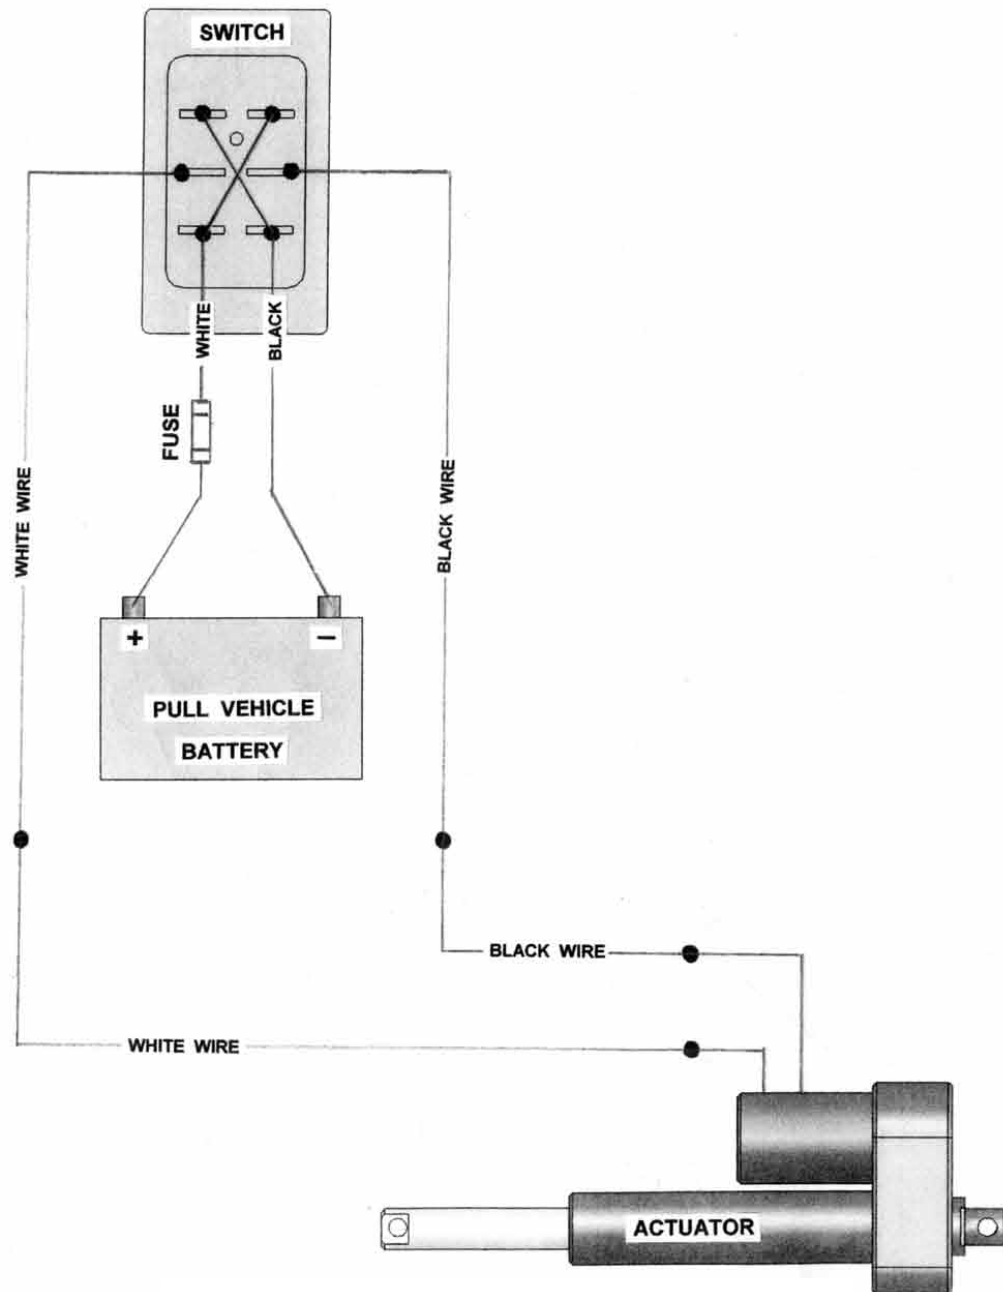 SWITCH
WHITE
BLACK
FUSE
WHITE WIRE
BLACK WIRE
+
−
PULL VEHICLE
BATTERY
BLACK WIRE
WHITE WIRE
ACTUATOR